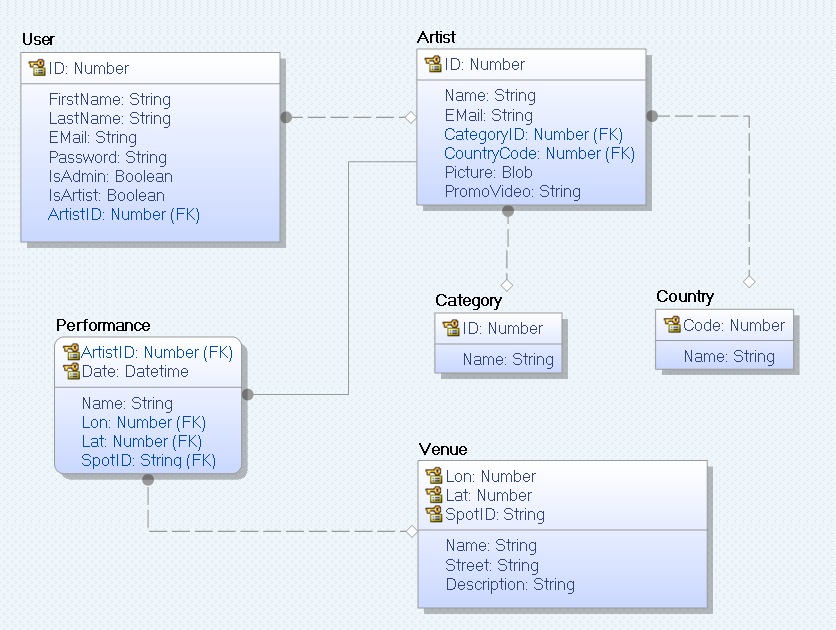 User
ID: Number
FirstName: String
LastName: String
EMail: String
Password: String
IsAdmin: Boolean
IsArtist: Boolean
ArtistID: Number (FK)
Artist
ID: Number
Name: String
EMail: String
CategoryID: Number (FK)
CountryCode: Number (FK)
Picture: Blob
PromoVideo: String
Category
ID: Number
Name: String
Country
Code: Number
Name: String
Performance
ArtistID: Number (FK)
Date: Datetime
Name: String
Lon: Number (FK)
Lat: Number (FK)
SpotID: String (FK)
Venue
Lon: Number
Lat: Number
SpotID: String
Name: String
Street: String
Description: String